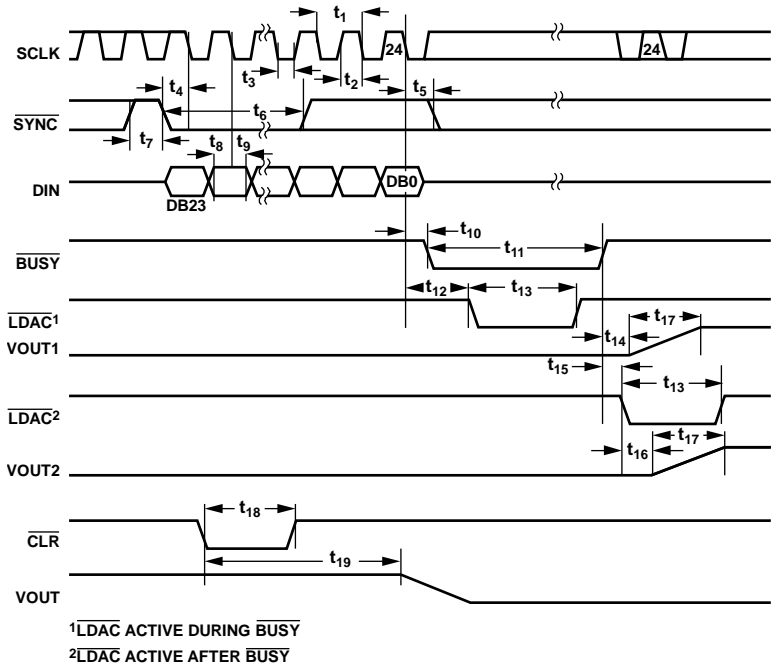 t1
SCLK
24
24
t3
t2
t4
t5
t6
SYNC
t7
t8
t9
DIN
DB23
DB0
t10
t11
BUSY
t12
t13
LDAC1
t17
t14
VOUT1
t15
t13
LDAC2
t17
t16
VOUT2
t18
CLR
t19
VOUT
1LDAC ACTIVE DURING BUSY
2LDAC ACTIVE AFTER BUSY